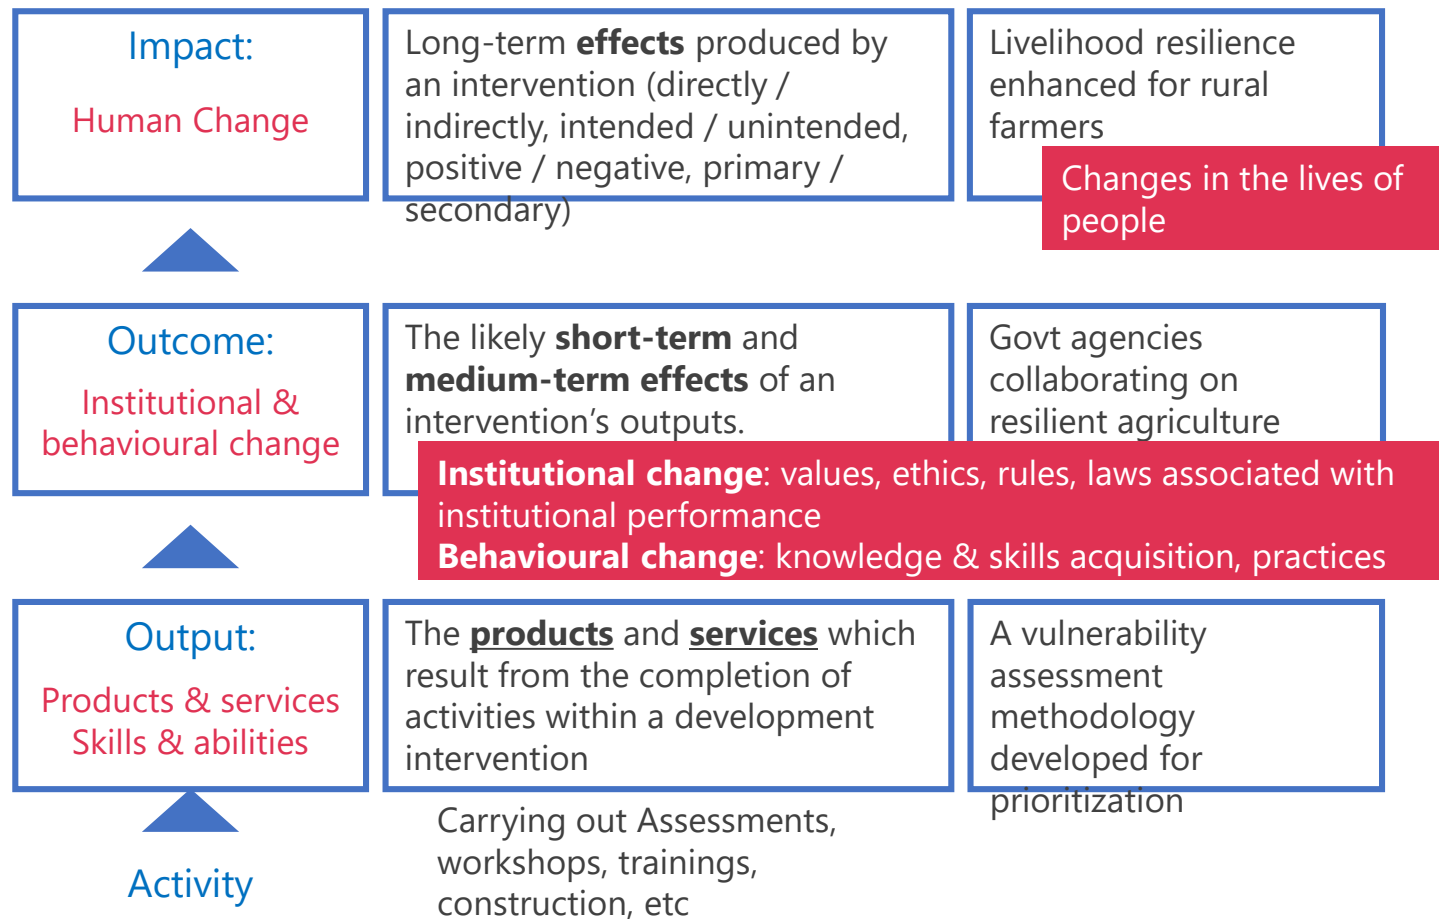 Impact:
Human Change
Long-term effects produced by
an intervention (directly /
indirectly, intended / unintended,
positive / negative, primary /
secondary)
Livelihood resilience
enhanced for rural
farmers
Changes in the lives of
people
Outcome:
Institutional &
behavioural change
The likely short-term and
medium-term effects of an
intervention’s outputs.
Govt agencies
collaborating on
resilient agriculture
Institutional change: values, ethics, rules, laws associated with
institutional performance
Behavioural change: knowledge & skills acquisition, practices
Output:
Products & services
Skills & abilities
The products and services which
result from the completion of
activities within a development
intervention
A vulnerability
assessment
methodology
developed for
prioritization
Activity
Carrying out Assessments,
workshops, trainings,
construction, etc